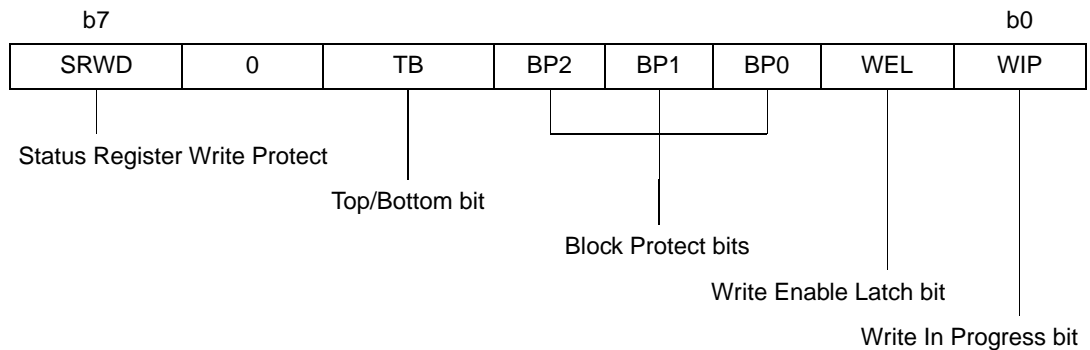 b7 b0
SRWD 0 TB BP2 BP1 BP0 WEL WIP
Status Register Write Protect
Top/Bottom bit
Block Protect bits
Write Enable Latch bit
Write In Progress bit